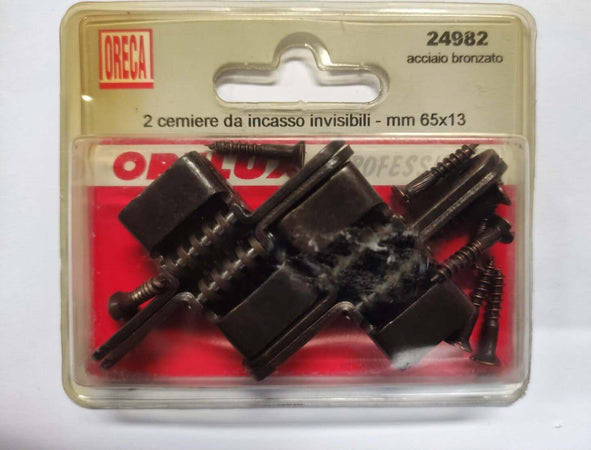 ORECA
24982
acciaio bronzato
2 cerniere da incasso invisibili - mm 65x13